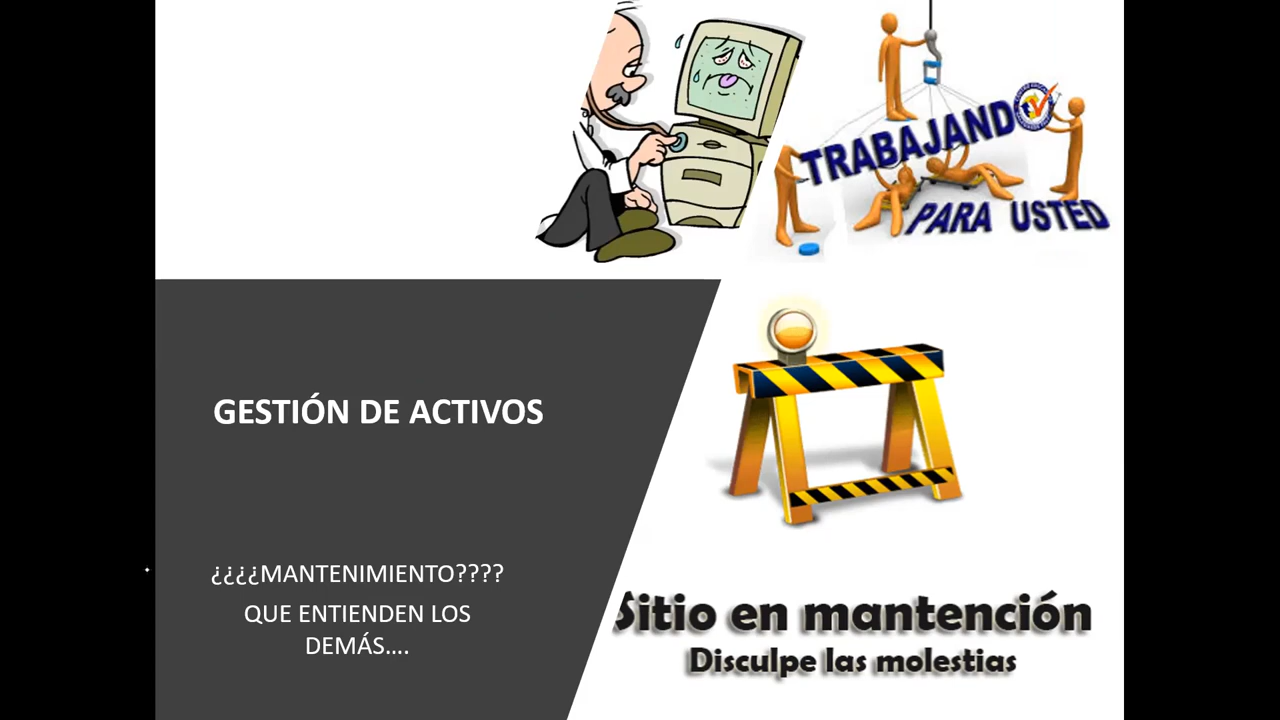 TRABAJANDO
PARA USTED
GESTIÓN DE ACTIVOS
¿¿¿¿MANTENIMIENTO????
QUE ENTIENDEN LOS
DEMÁS....
Sitio en mantención
Disculpe las molestias